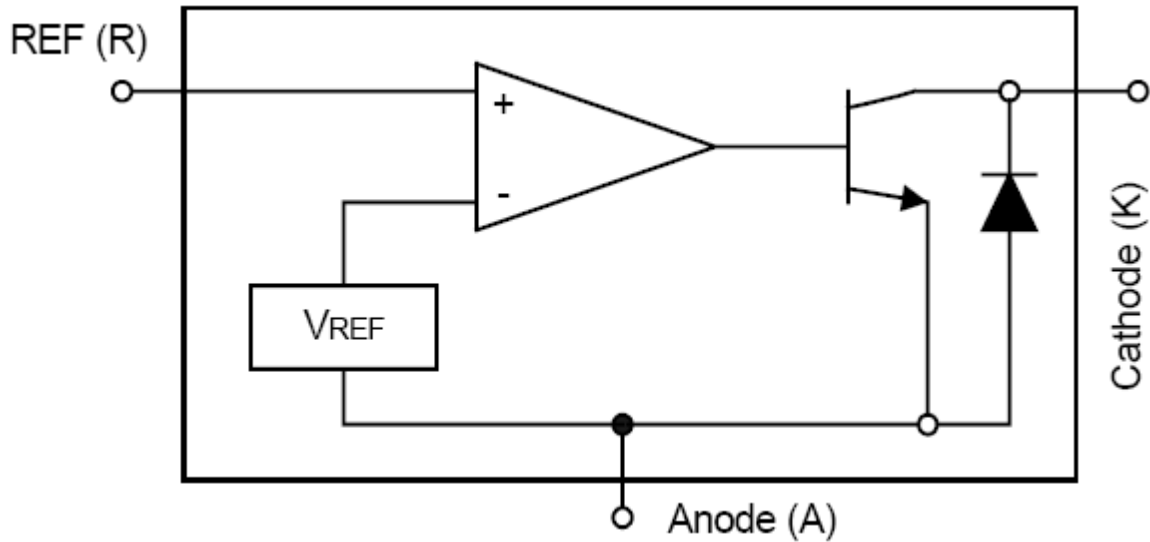 REF (R)
+
-
VREF
Cathode (K)
Anode (A)